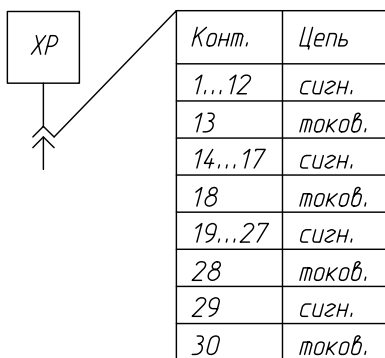 XP
Конт. Цепь
1...12 сигн.
13 токов.
14...17 сигн.
18 токов.
19...27 сигн.
28 токов.
29 сигн.
30 токов.